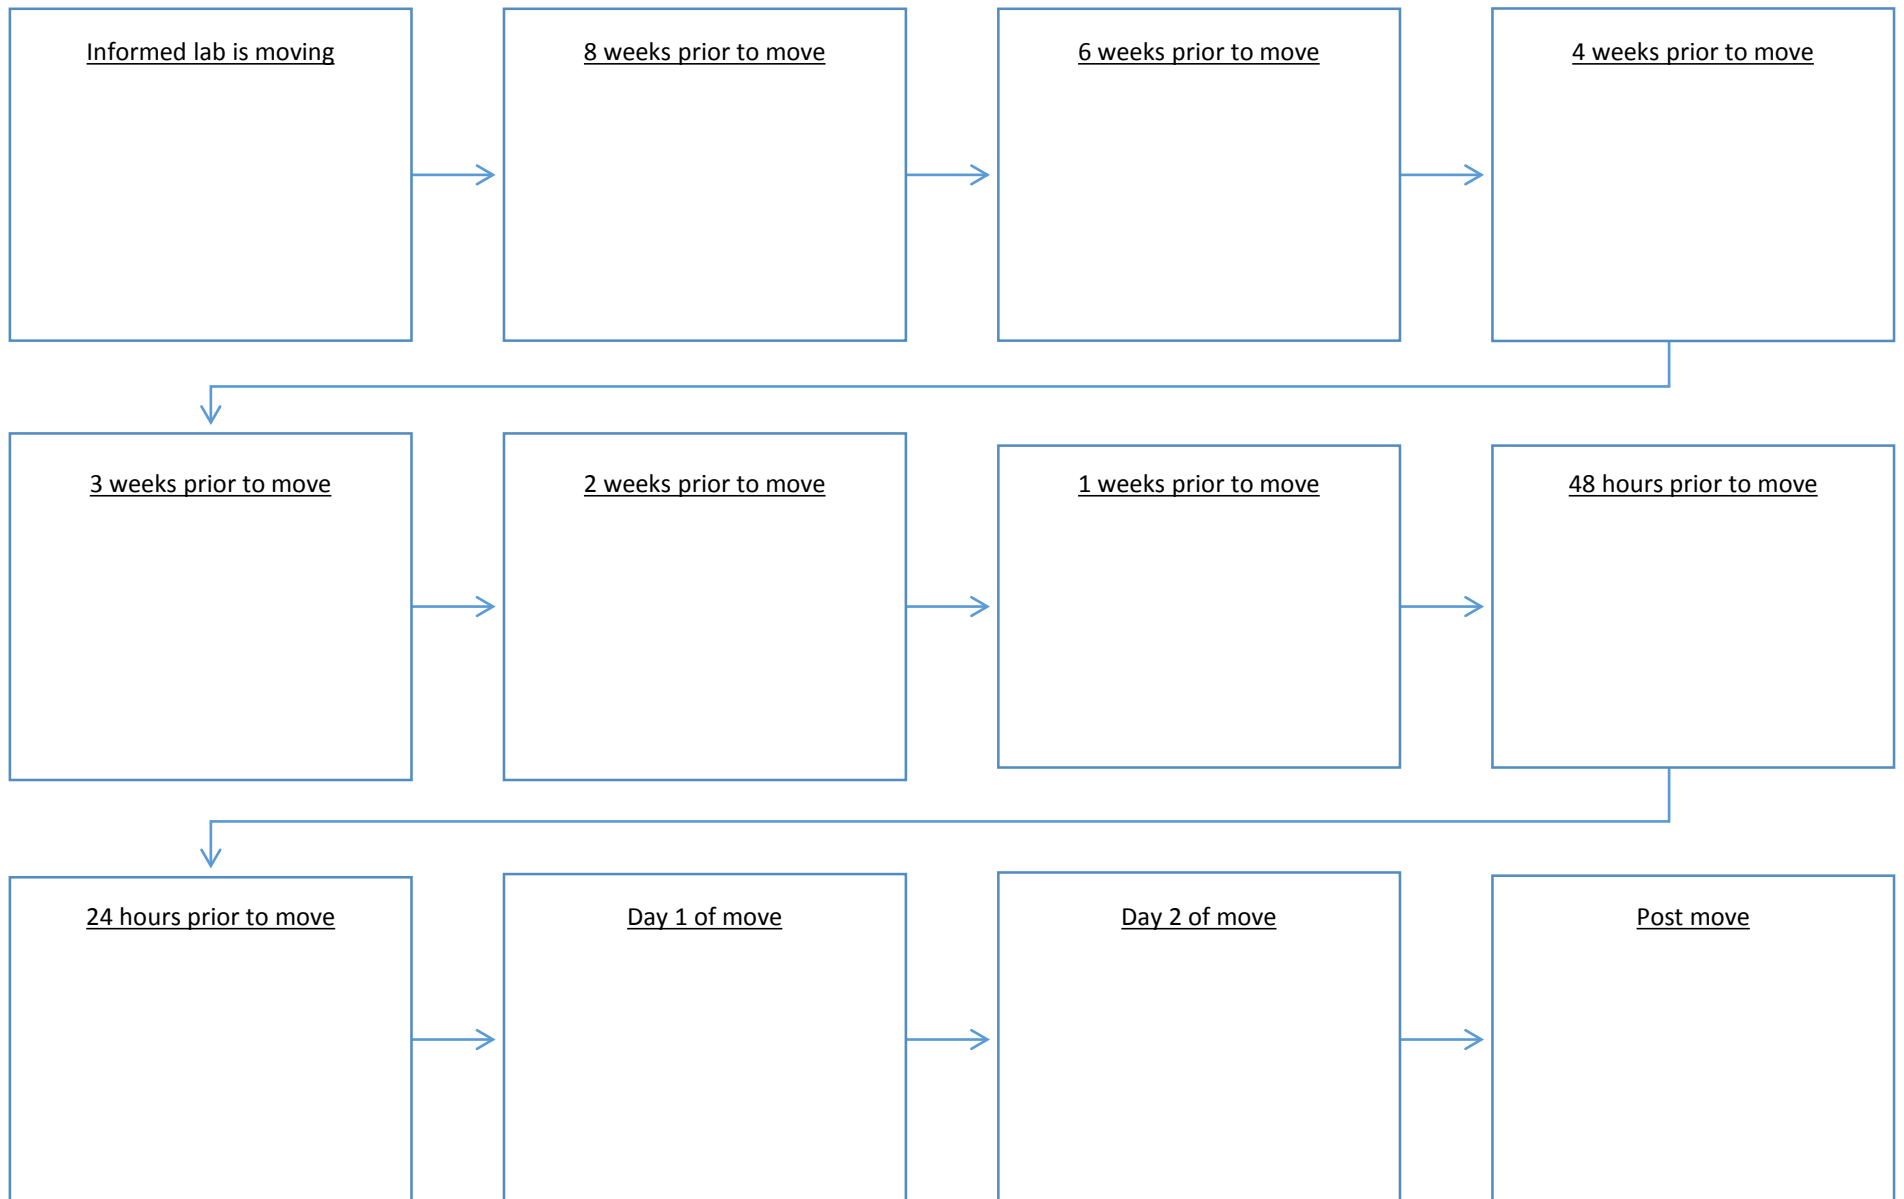 Informed lab is moving
8 weeks prior to move
6 weeks prior to move
4 weeks prior to move
3 weeks prior to move
2 weeks prior to move
1 weeks prior to move
48 hours prior to move
24 hours prior to move
Day 1 of move
Day 2 of move
Post move